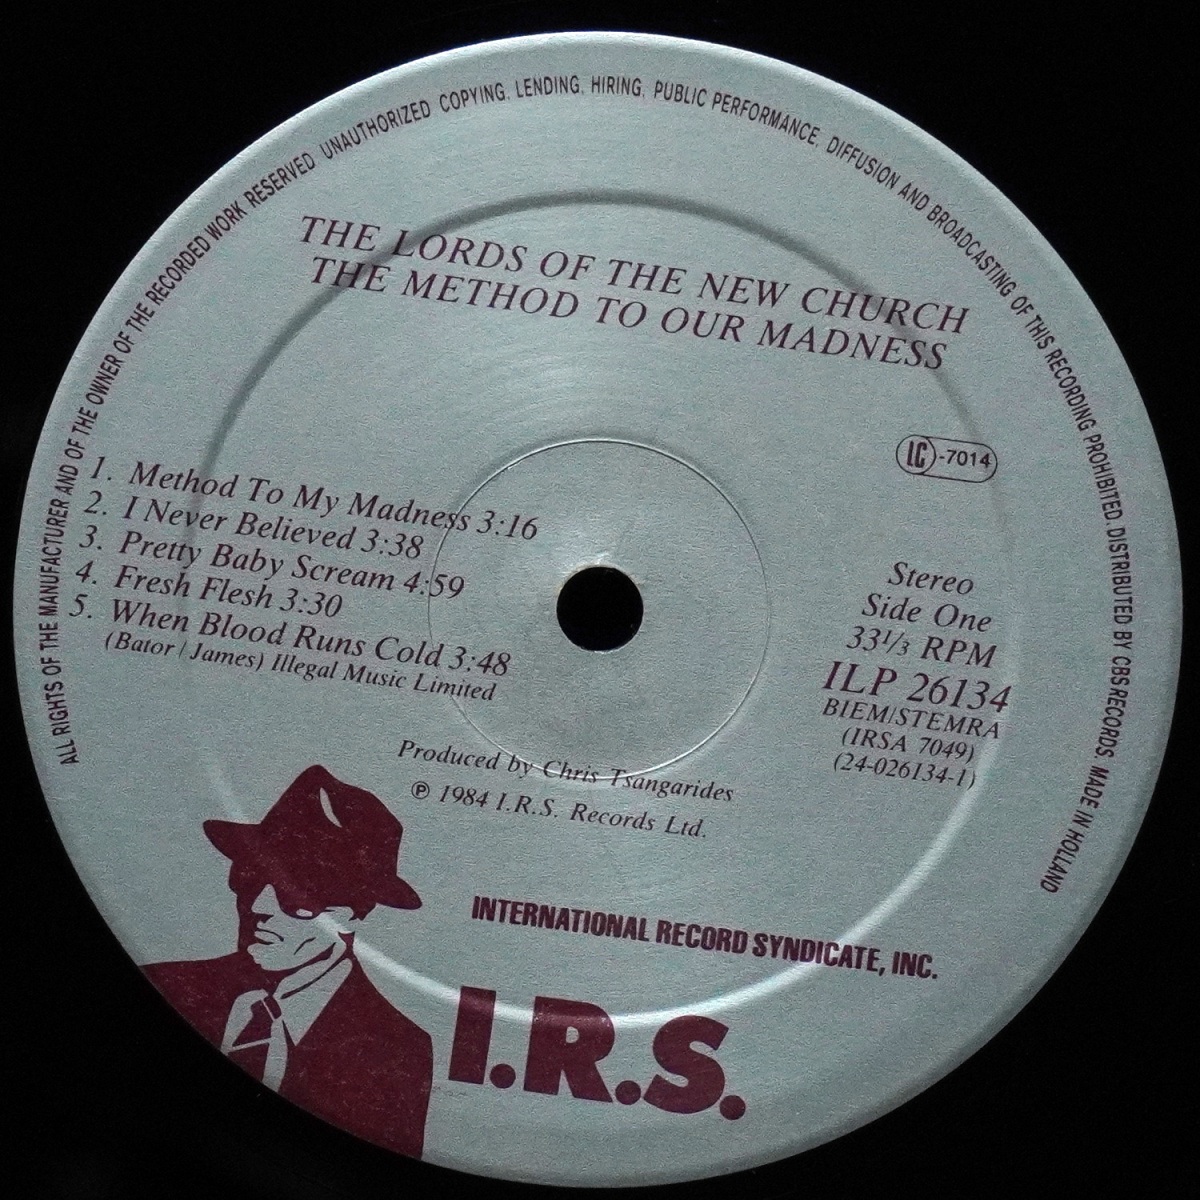 ALL RIGHTS OF THE MANUFACTURER AND OF THE OWNER OF THE RECORDED WORK RESERVED UNAUTHORIZED COPYING, LENDING, HIRING, PUBLIC PERFORMANCE, DIFFUSION AND BROADCASTING OF THIS RECORDING PROHIBITED. DISTRIBUTED BY CBS RECORDS. MADE IN HOLLAND
THE LORDS OF THE NEW CHURCH
THE METHOD TO OUR MADNESS
LC-7014
1. Method To My Madness 3:16
2. I Never Believed 3:38
3. Pretty Baby Scream 4:59
4. Fresh Flesh 3:30
5. When Blood Runs Cold 3:48
(Bator / James) Illegal Music Limited
Stereo
Side One
33⅓ RPM
ILP 26134
BIEM/STEMRA
(IRSA 7049)
(24-026134-1)
Produced by Chris Tsangarides
℗ 1984 I.R.S. Records Ltd.
INTERNATIONAL RECORD SYNDICATE, INC.
I.R.S.